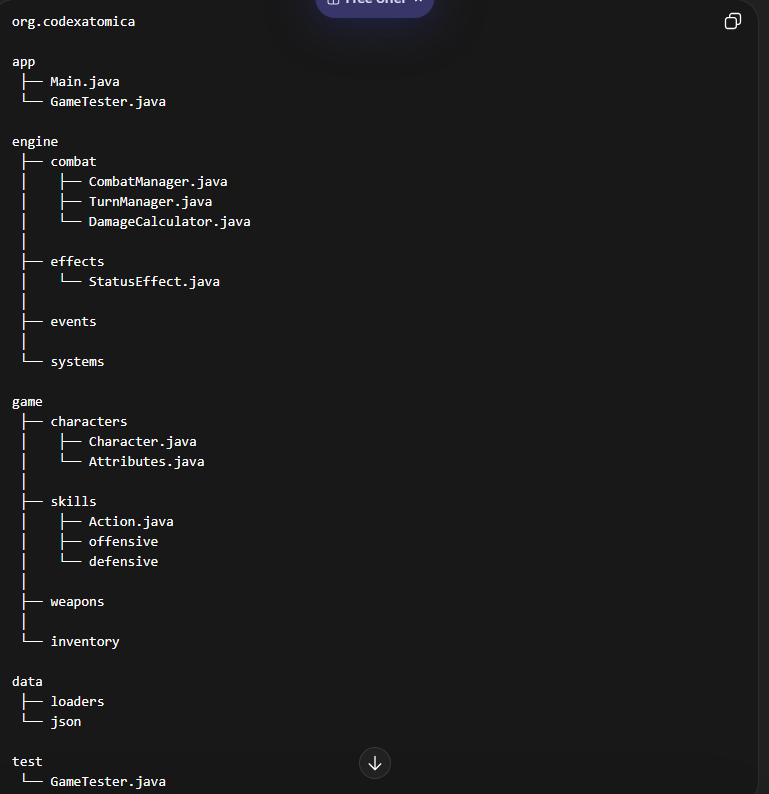 Free offer
org.codexatomica
app
├── Main.java
└── GameTester.java
engine
├── combat
│   ├── CombatManager.java
│   ├── TurnManager.java
│   └── DamageCalculator.java
│
├── effects
│   └── StatusEffect.java
│
├── events
│
└── systems
game
├── characters
│   ├── Character.java
│   └── Attributes.java
│
├── skills
│   ├── Action.java
│   ├── offensive
│   └── defensive
│
├── weapons
│
└── inventory
data
├── loaders
└── json
test
└── GameTester.java